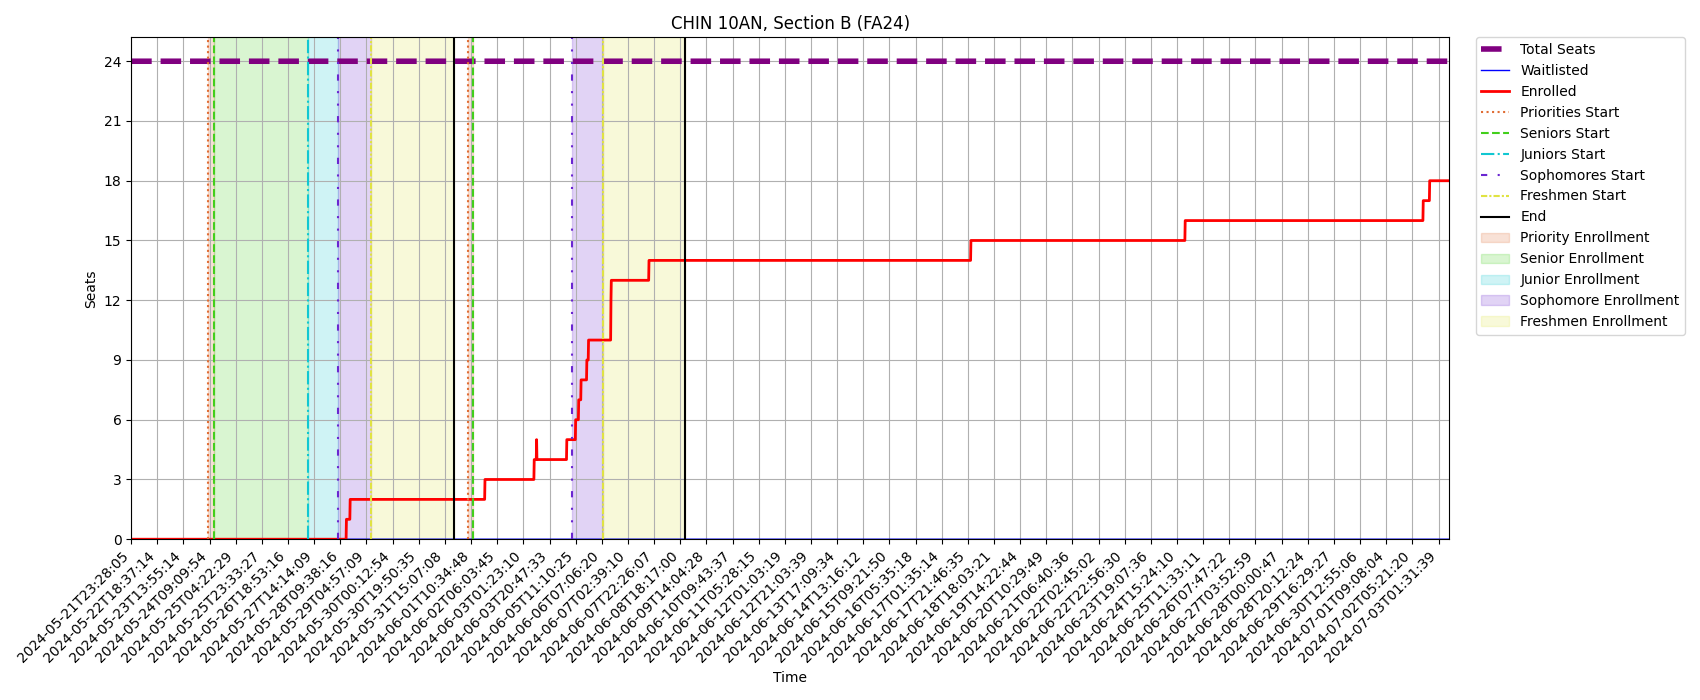 CHIN 10AN, Section B (FA24)
Seats
24
21
18
15
12
9
6
3
0
2024-05-21T23:28:05
2024-05-22T18:37:14
2024-05-23T13:55:14
2024-05-24T09:09:54
2024-05-25T04:22:29
2024-05-25T23:33:27
2024-05-26T18:53:16
2024-05-27T14:14:09
2024-05-28T09:38:16
2024-05-29T04:57:09
2024-05-30T00:12:54
2024-05-30T19:50:35
2024-05-31T15:07:08
2024-06-01T10:34:48
2024-06-02T06:03:45
2024-06-03T01:23:10
2024-06-03T20:47:33
2024-06-05T11:10:25
2024-06-06T07:06:20
2024-06-07T02:39:16
2024-06-07T22:26:07
2024-06-08T18:17:00
2024-06-09T14:04:28
2024-06-10T09:43:37
2024-06-11T05:28:15
2024-06-12T01:03:19
2024-06-12T21:03:39
2024-06-13T17:09:34
2024-06-14T13:16:12
2024-06-15T09:21:50
2024-06-16T05:35:18
2024-06-17T01:35:14
2024-06-17T21:46:35
2024-06-18T18:03:21
2024-06-19T14:22:44
2024-06-20T10:29:49
2024-06-21T06:40:36
2024-06-22T02:45:02
2024-06-22T22:56:30
2024-06-23T19:07:36
2024-06-24T15:24:10
2024-06-25T11:33:11
2024-06-26T07:47:22
2024-06-27T03:52:59
2024-06-28T00:00:47
2024-06-28T20:12:24
2024-06-29T16:29:27
2024-06-30T12:55:06
2024-07-01T09:08:04
2024-07-02T05:21:20
2024-07-03T01:31:39
Time
Total Seats
Waitlisted
Enrolled
Priorities Start
Seniors Start
Juniors Start
Sophomores Start
Freshmen Start
End
Priority Enrollment
Senior Enrollment
Junior Enrollment
Sophomore Enrollment
Freshmen Enrollment